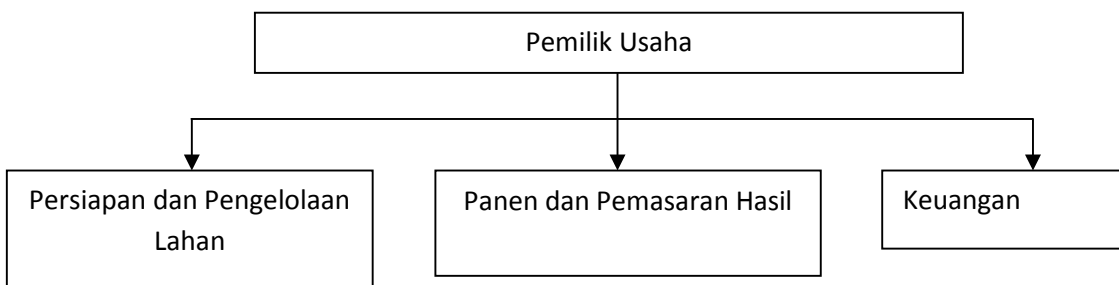 Pemilik Usaha
Persiapan dan Pengelolaan
Lahan
Panen dan Pemasaran Hasil
Keuangan